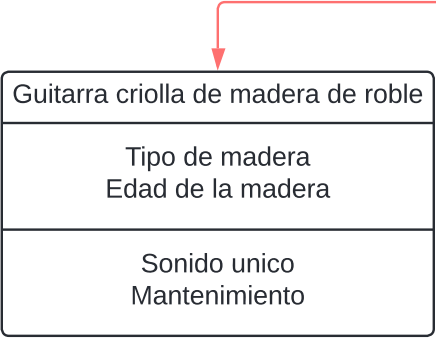 Guitarra criolla de madera de roble
Tipo de madera
Edad de la madera
Sonido unico
Mantenimiento